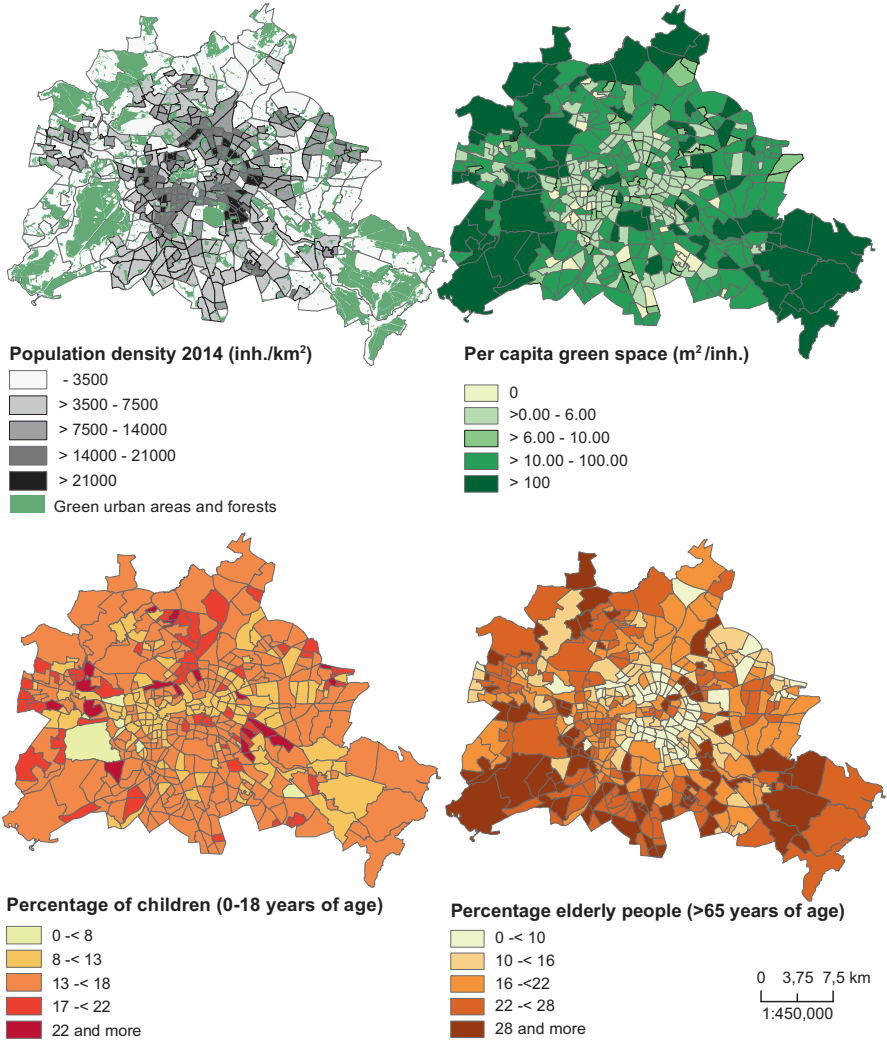 Population density 2014 (inh./km²)
- 3500
> 3500 - 7500
> 7500 - 14000
> 14000 - 21000
> 21000
Green urban areas and forests
Per capita green space (m²/inh.)
0
>0.00 - 6.00
> 6.00 - 10.00
> 10.00 - 100.00
> 100
Percentage of children (0-18 years of age)
0 -< 8
8 -< 13
13 -< 18
17 -< 22
22 and more
Percentage elderly people (>65 years of age)
0 -< 10
10 -< 16
16 -<22
22 -< 28
28 and more
0 3,75 7,5 km
1:450,000